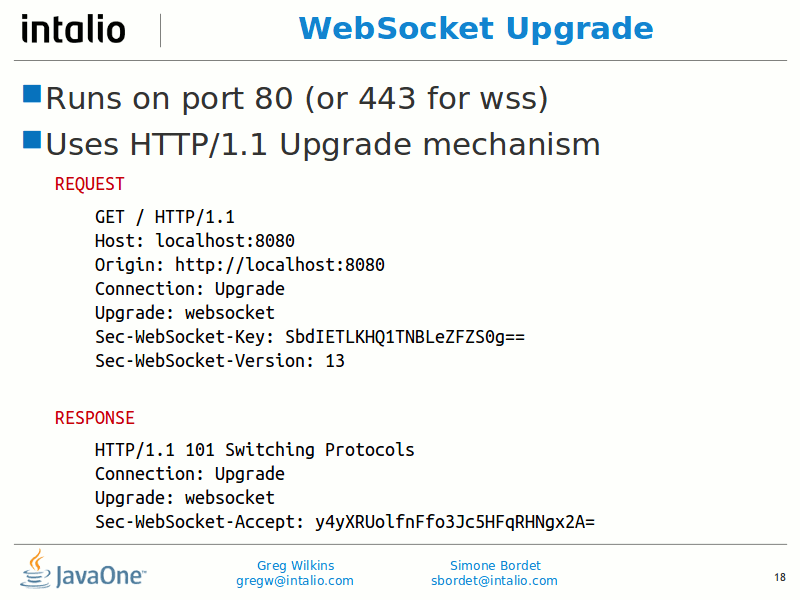 intalio
WebSocket Upgrade
Runs on port 80 (or 443 for wss)
Uses HTTP/1.1 Upgrade mechanism
REQUEST
GET / HTTP/1.1
Host: localhost:8080
Origin: http://localhost:8080
Connection: Upgrade
Upgrade: websocket
Sec-WebSocket-Key: SbdIETLKHQ1TNBLeZFZS0g==
Sec-WebSocket-Version: 13
RESPONSE
HTTP/1.1 101 Switching Protocols
Connection: Upgrade
Upgrade: websocket
Sec-WebSocket-Accept: y4yXRUolfnFfo3Jc5HFqRHNgx2A=
JavaOne™
Greg Wilkins
gregw@intalio.com
Simone Bordet
sbordet@intalio.com
18